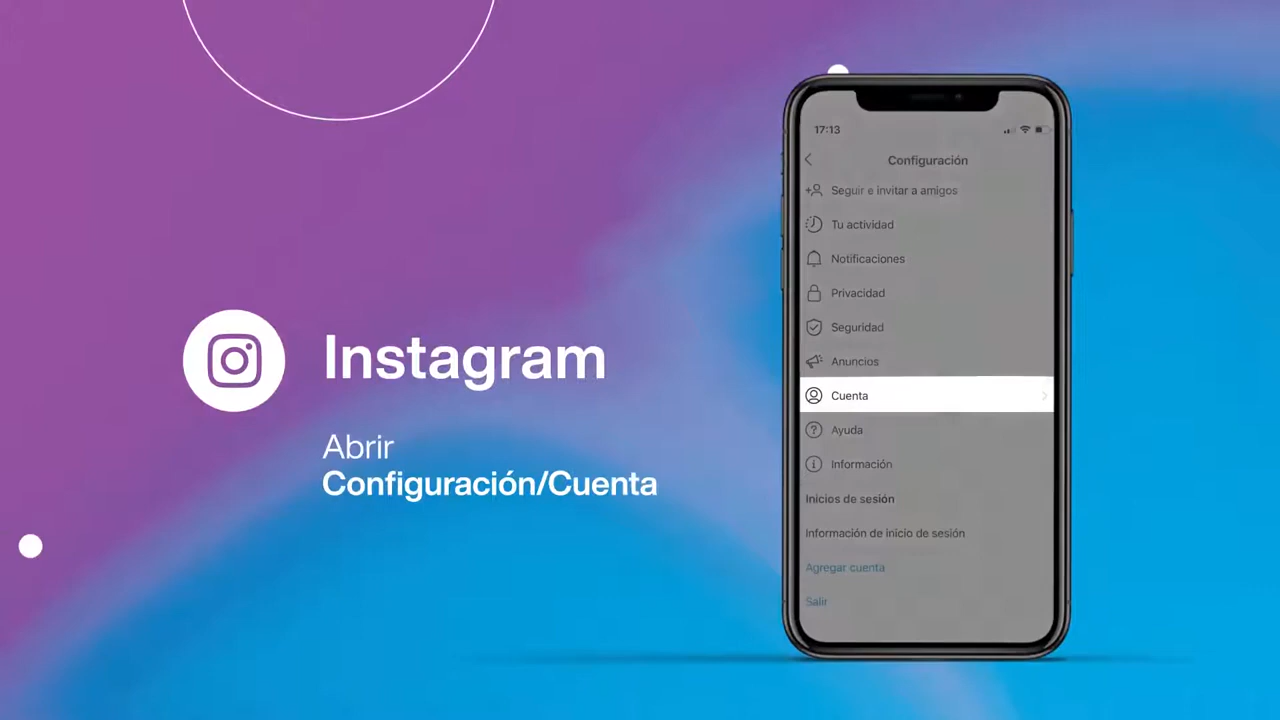 Instagram
Abrir
Configuración/Cuenta
17:13
Configuración
Seguir e invitar a amigos
Tu actividad
Notificaciones
Privacidad
Seguridad
Anuncios
Cuenta
Ayuda
Información
Inicios de sesión
Información de inicio de sesión
Agregar cuenta
Salir